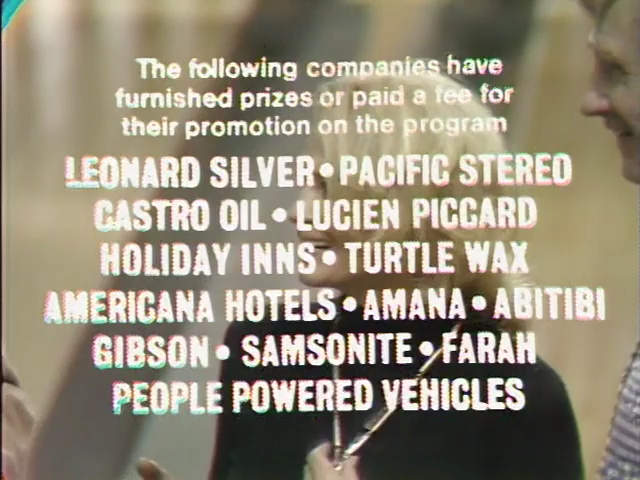 The following companies have
furnished prizes or paid a fee for
their promotion on the program
LEONARD SILVER • PACIFIC STEREO
CASTRO OIL • LUCIEN PICCARD
HOLIDAY INNS • TURTLE WAX
AMERICANA HOTELS • AMANA • ABITIBI
GIBSON • SAMSONITE • FARAH
PEOPLE POWERED VEHICLES